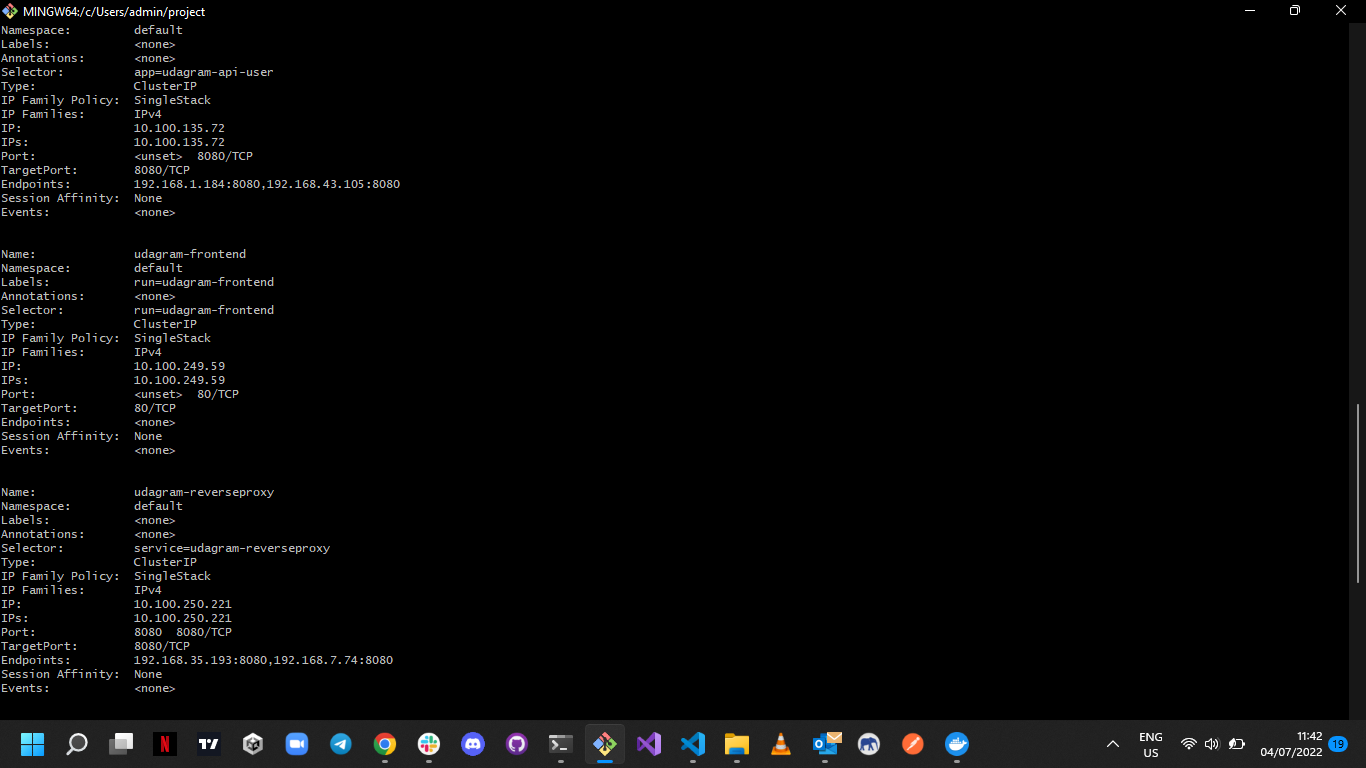 MINGW64:/c/Users/admin/project
Namespace:         default
Labels:            <none>
Annotations:       <none>
Selector:          app=udagram-api-user
Type:              ClusterIP
IP Family Policy:  SingleStack
IP Families:       IPv4
IP:                10.100.135.72
IPs:               10.100.135.72
Port:              <unset>  8080/TCP
TargetPort:        8080/TCP
Endpoints:         192.168.1.184:8080,192.168.43.105:8080
Session Affinity:  None
Events:            <none>
Name:              udagram-frontend
Namespace:         default
Labels:            run=udagram-frontend
Annotations:       <none>
Selector:          run=udagram-frontend
Type:              ClusterIP
IP Family Policy:  SingleStack
IP Families:       IPv4
IP:                10.100.249.59
IPs:               10.100.249.59
Port:              <unset>  80/TCP
TargetPort:        80/TCP
Endpoints:         <none>
Session Affinity:  None
Events:            <none>
Name:              udagram-reverseproxy
Namespace:         default
Labels:            <none>
Annotations:       <none>
Selector:          service=udagram-reverseproxy
Type:              ClusterIP
IP Family Policy:  SingleStack
IP Families:       IPv4
IP:                10.100.250.221
IPs:               10.100.250.221
Port:              8080  8080/TCP
TargetPort:        8080/TCP
Endpoints:         192.168.35.193:8080,192.168.7.74:8080
Session Affinity:  None
Events:            <none>
ENG
US
11:42
04/07/2022
19